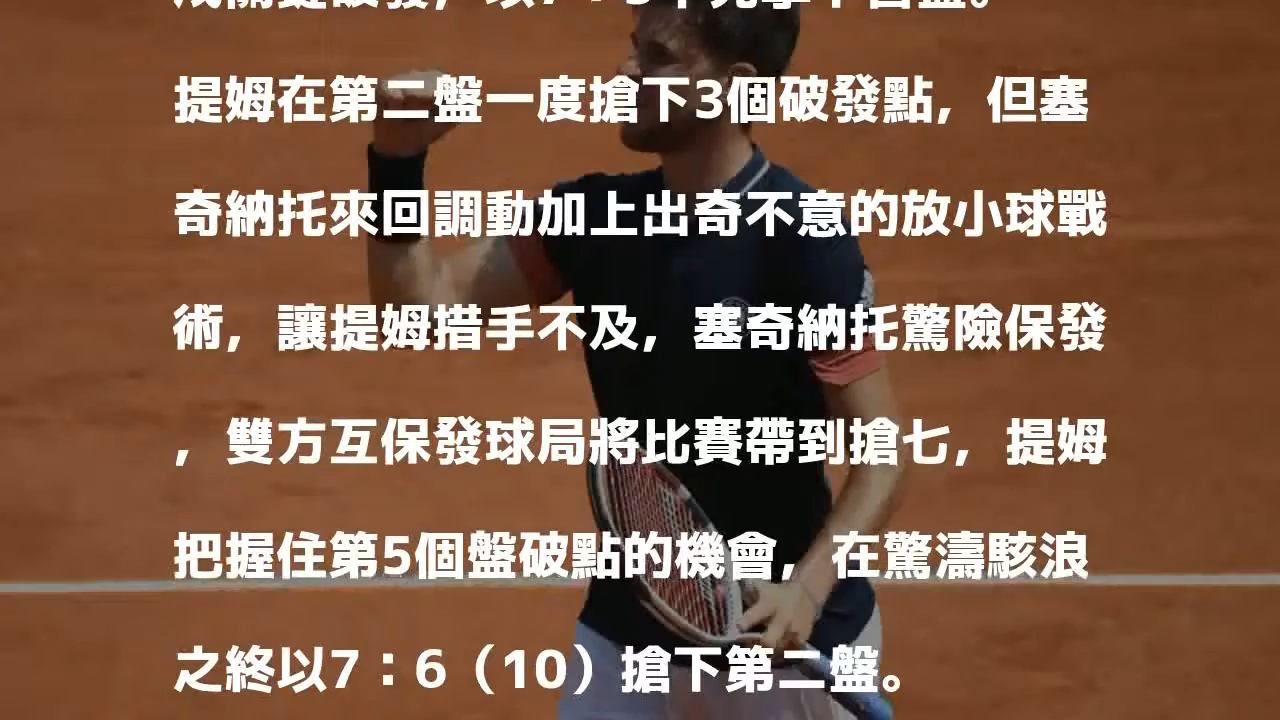 提姆在第二盤一度搶下3個破發點，但塞
奇納托來回調動加上出奇不意的放小球戰
術，讓提姆措手不及，塞奇納托驚險保發
，雙方互保發球局將比賽帶到搶七，提姆
把握住第5個盤破點的機會，在驚濤駭浪
之終以7：6（10）搶下第二盤。